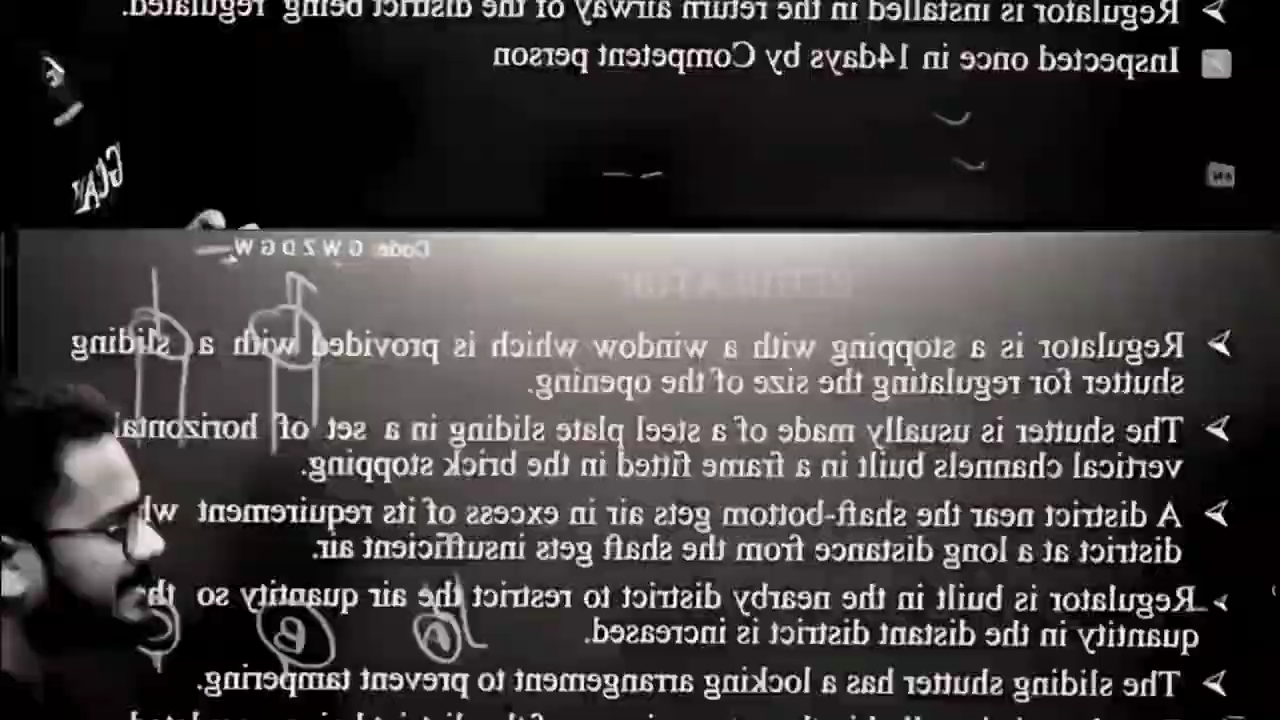 Regulator is installed in the return airway of the district being regulated.
Inspected once in 14days by Competent person
GCAW
Code: GWZDGW
REGULATOR
Regulator is a stopping with a window which is provided with a sliding
shutter for regulating the size of the opening.
The shutter is usually made of a steel plate sliding in a set of horizontal
vertical channels built in a frame fitted in the brick stopping.
A district near the shaft-bottom gets air in excess of its requirement
district at a long distance from the shaft gets insufficient air.
Regulator is built in the nearby district to restrict the air quantity so
quantity in the distant district is increased.
A B
The sliding shutter has a locking arrangement to prevent tampering.